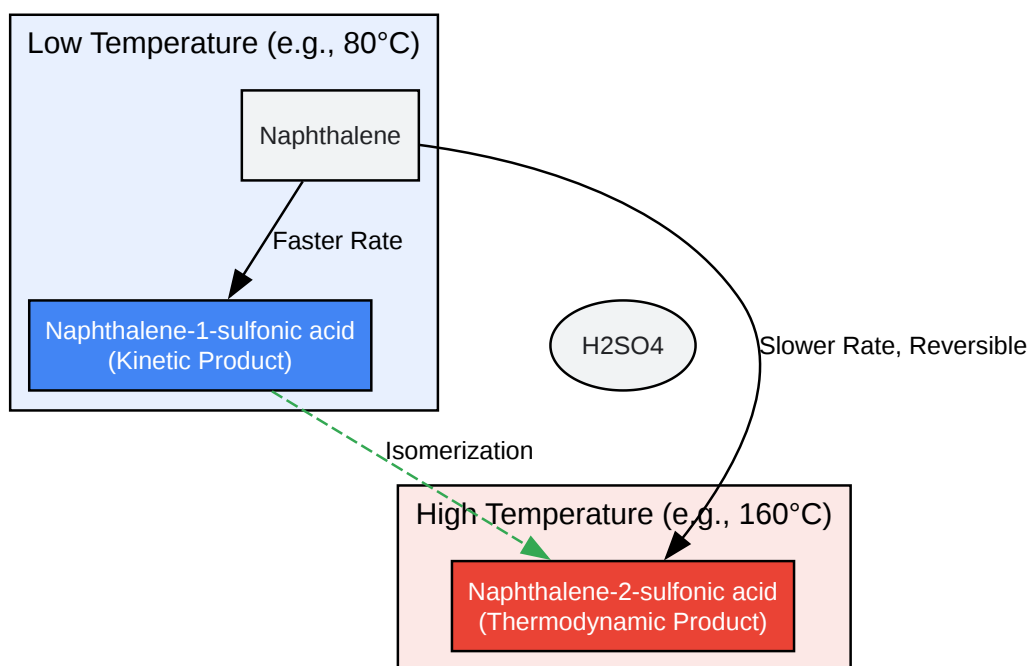 Low Temperature (e.g., 80°C)
Naphthalene
Faster Rate
Naphthalene-1-sulfonic acid
(Kinetic Product)
H2SO4
Slower Rate, Reversible
Isomerization
High Temperature (e.g., 160°C)
Naphthalene-2-sulfonic acid
(Thermodynamic Product)